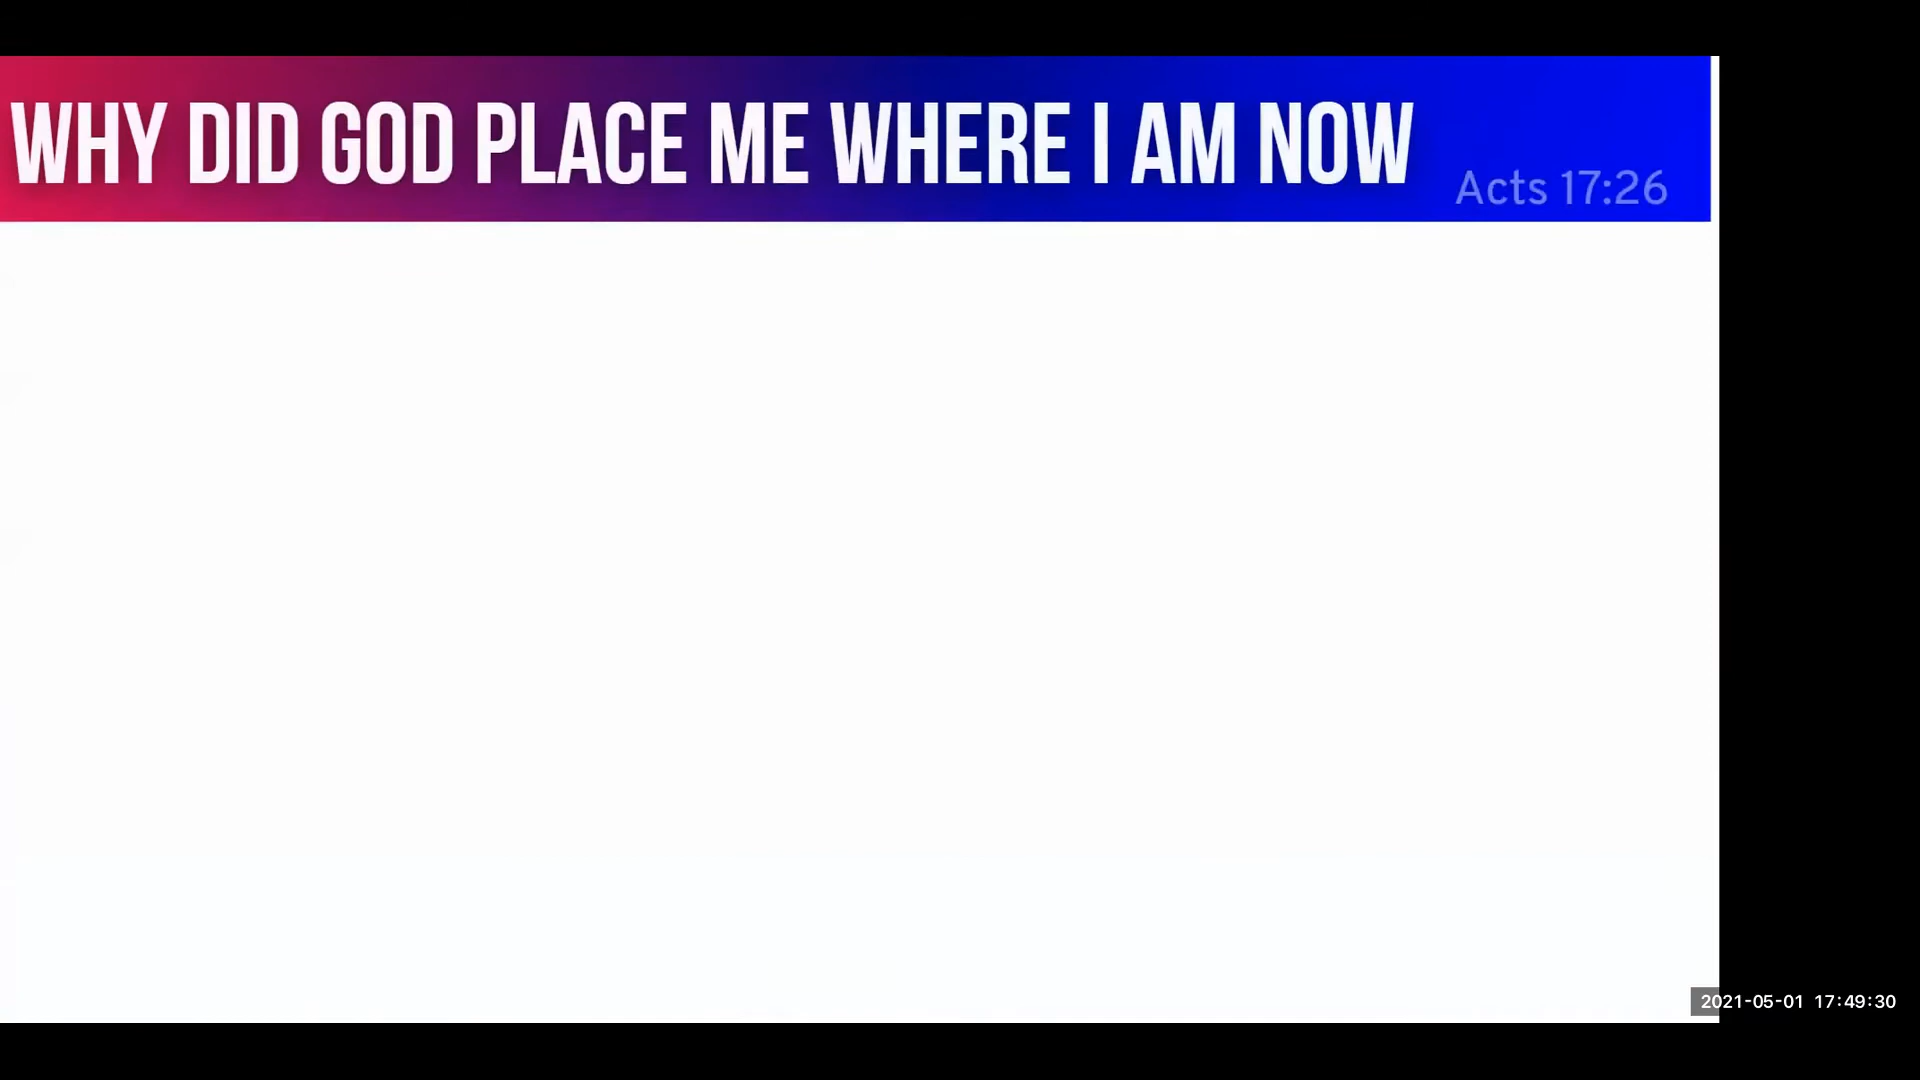 WHY DID GOD PLACE ME WHERE I AM NOW
Acts 17:26
2021-05-01 17:49:30